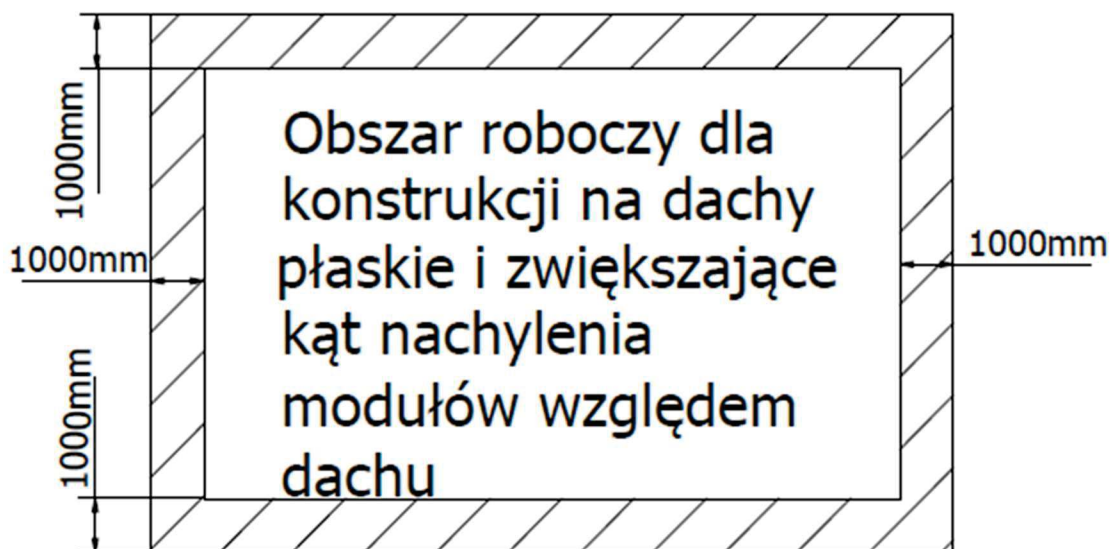 1000mm
Obszar roboczy dla
konstrukcji na dachy
płaskie i zwiększające
kąt nachylenia
modułów względem
dachu
1000mm
1000mm
1000mm